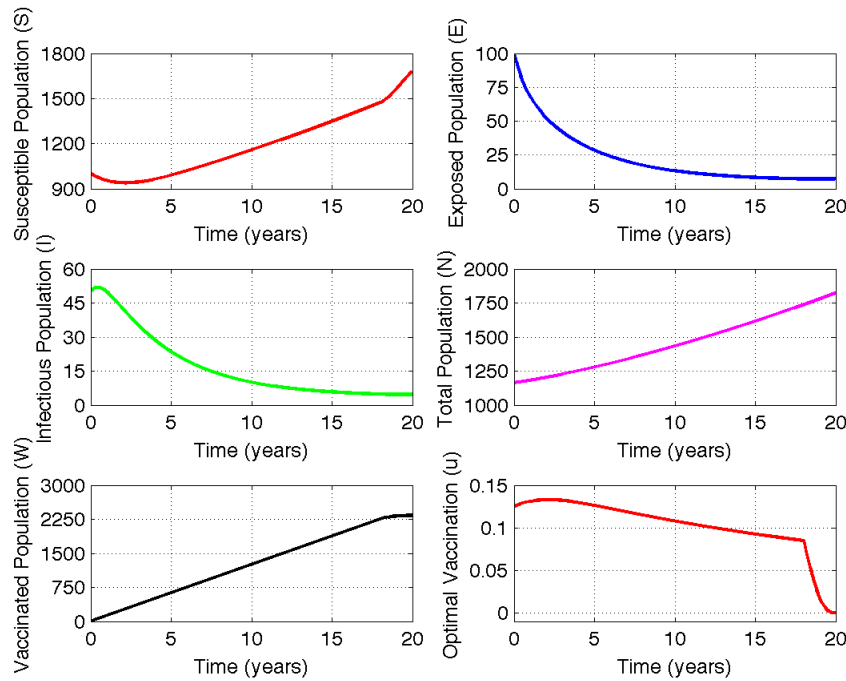 Susceptible Population (S)
1800
1500
1200
900
0 5 10 15 20
Time (years)
Exposed Population (E)
100
75
50
25
0
0 5 10 15 20
Time (years)
Infectious Population (I)
60
45
30
15
0
0 5 10 15 20
Time (years)
Total Population (N)
2000
1750
1500
1250
1000
0 5 10 15 20
Time (years)
Vaccinated Population (W)
3000
2250
1500
750
0
0 5 10 15 20
Time (years)
Optimal Vaccination (u)
0.15
0.1
0.05
0
0 5 10 15 20
Time (years)